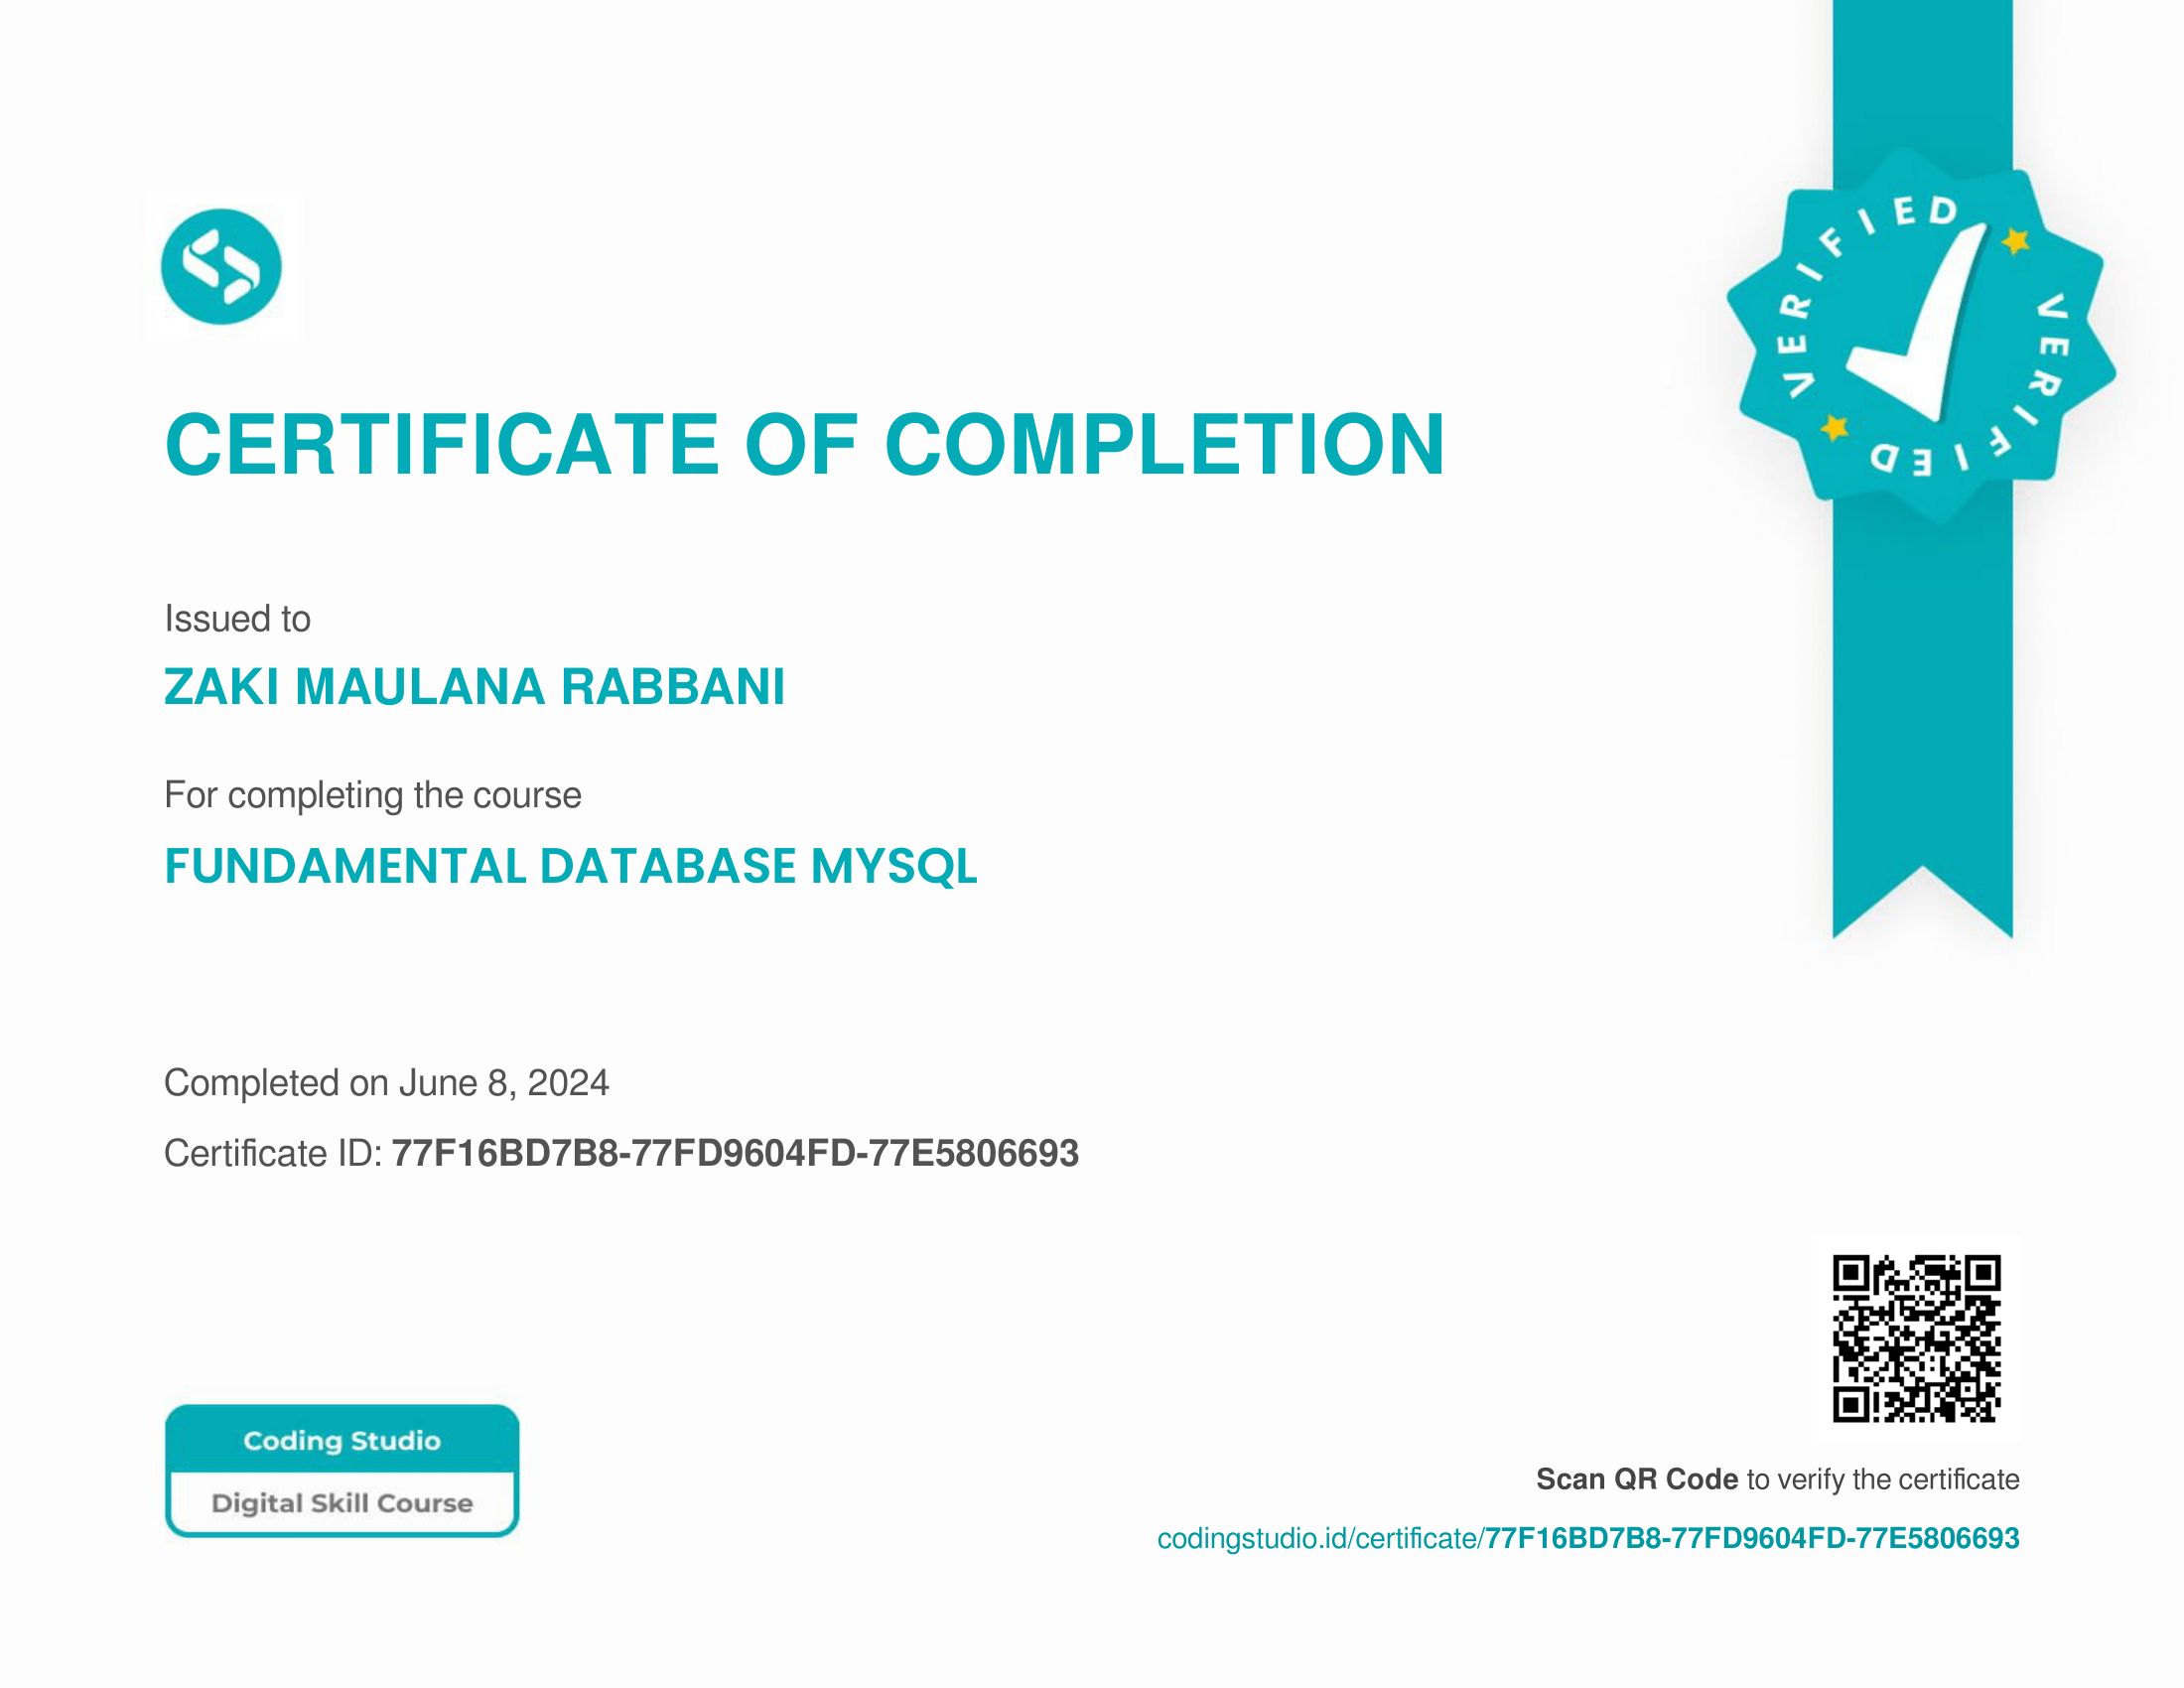 VERIFIED
VERIFIED
CERTIFICATE OF COMPLETION
Issued to
ZAKI MAULANA RABBANI
For completing the course
FUNDAMENTAL DATABASE MYSQL
Completed on June 8, 2024
Certificate ID: 77F16BD7B8-77FD9604FD-77E5806693
Coding Studio
Digital Skill Course
Scan QR Code to verify the certificate
codingstudio.id/certificate/77F16BD7B8-77FD9604FD-77E5806693